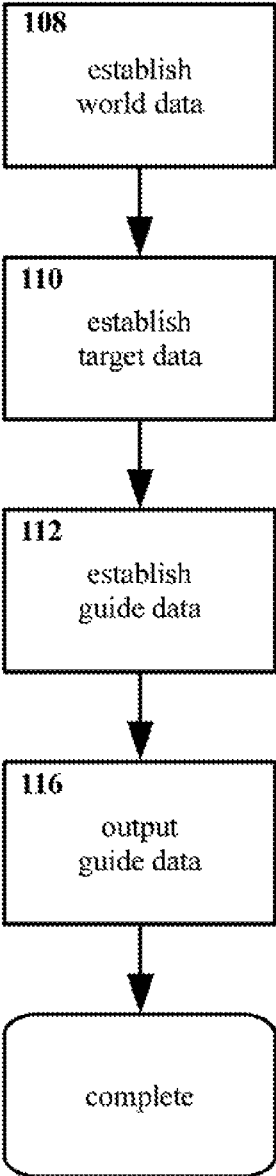 108
establish
world data
110
establish
target data
112
establish
guide data
116
output
guide data
complete